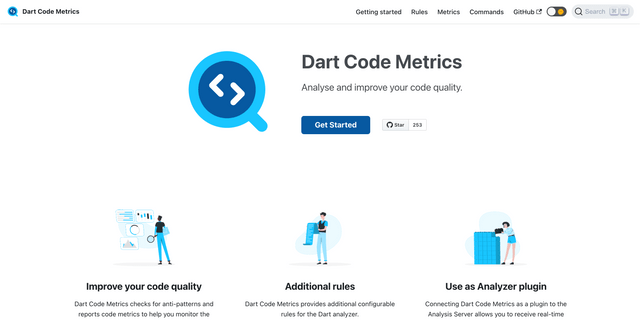 Dart Code Metrics
Getting started Rules Metrics Commands GitHub Search ⌘ K
Dart Code Metrics
Analyse and improve your code quality.
Get Started
Star 253
Improve your code quality
Dart Code Metrics checks for anti-patterns and
reports code metrics to help you monitor the
Additional rules
Dart Code Metrics provides additional configurable
rules for the Dart analyzer.
Use as Analyzer plugin
Connecting Dart Code Metrics as a plugin to the
Analysis Server allows you to receive real-time